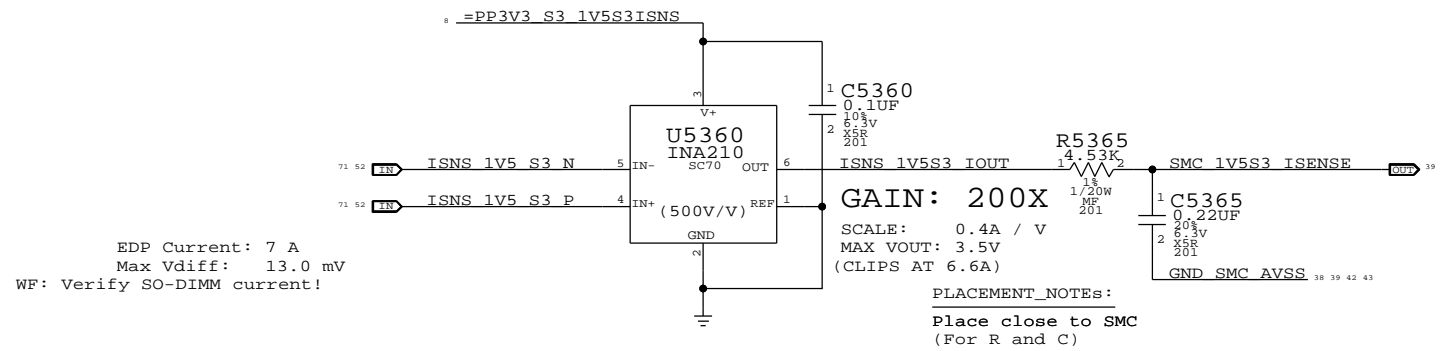 8 =PP3V3_S3_1V5S3ISNS
1 C5360
0.1UF
10%
6.3V
2 X5R
201
3
V+
U5360
INA210
SC70
71 52 IN ISNS_1V5_S3_N 5 IN-
OUT 6 ISNS_1V5S3_IOUT
R5365
4.53K
1 2
1%
1/20W
MF
201
SMC_1V5S3_ISENSE OUT 39
71 52 IN ISNS_1V5_S3_P 4 IN+
(500V/V) REF 1
GND
2
GAIN: 200X
SCALE: 0.4A / V
MAX VOUT: 3.5V
(CLIPS AT 6.6A)
1 C5365
0.22UF
20%
6.3V
2 X5R
201
GND_SMC_AVSS 38 39 42 43
EDP Current: 7 A
Max Vdiff: 13.0 mV
WF: Verify SO-DIMM current!
PLACEMENT_NOTEs:
Place close to SMC
(For R and C)